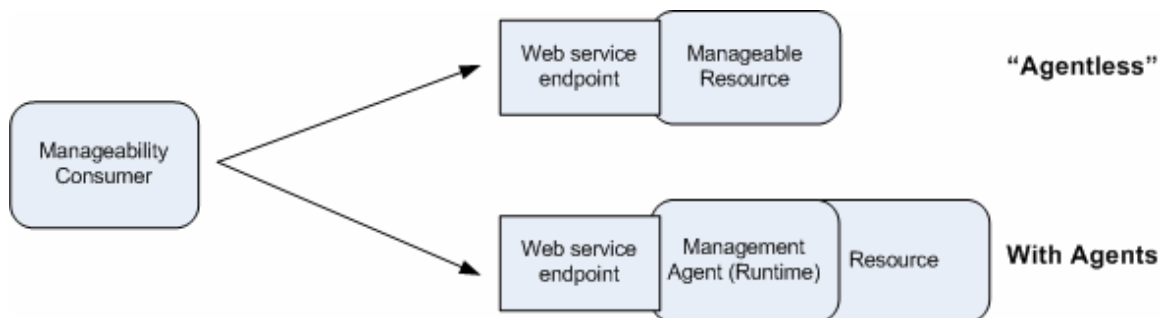 Web service
endpoint
Manageable
Resource
“Agentless”
Manageability
Consumer
Web service
endpoint
Management
Agent (Runtime)
Resource
With Agents